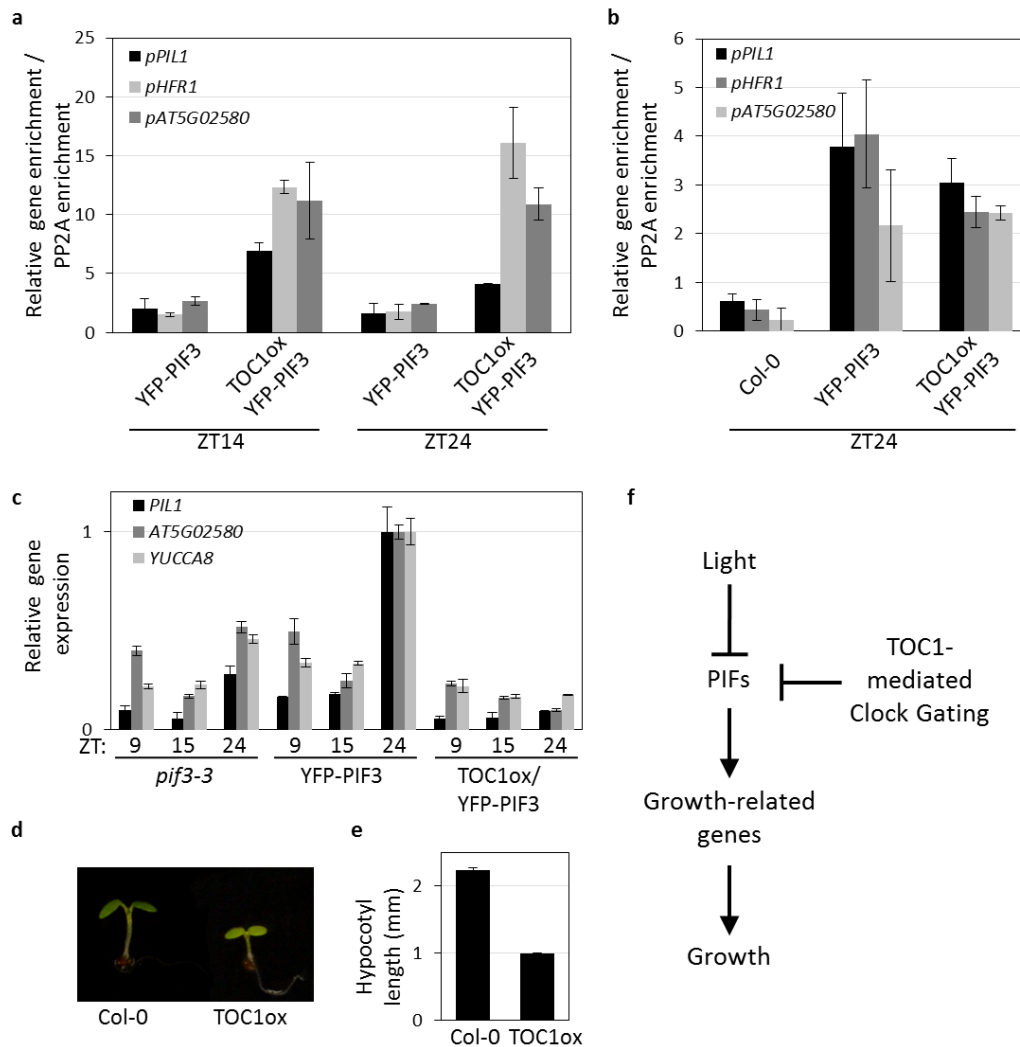 a
Relative gene enrichment /
PP2A enrichment
25
20
15
10
5
0
pPIL1
pHFR1
pAT5G02580
YFP-PIF3
TOC1ox
YFP-PIF3
YFP-PIF3
TOC1ox
YFP-PIF3
ZT14
ZT24
b
Relative gene enrichment /
PP2A enrichment
6
5
4
3
2
1
0
pPIL1
pHFR1
pAT5G02580
Col-0
YFP-PIF3
TOC1ox
YFP-PIF3
ZT24
c
Relative gene
expression
1
0
PIL1
AT5G02580
YUCCA8
ZT: 9 15 24 9 15 24 9 15 24
pif3-3
YFP-PIF3
TOC1ox/
YFP-PIF3
d
Col-0
TOC1ox
e
Hypocotyl
length (mm)
2
1
0
Col-0 TOC1ox
f
Light
PIFs
TOC1-
mediated
Clock Gating
Growth-related
genes
Growth